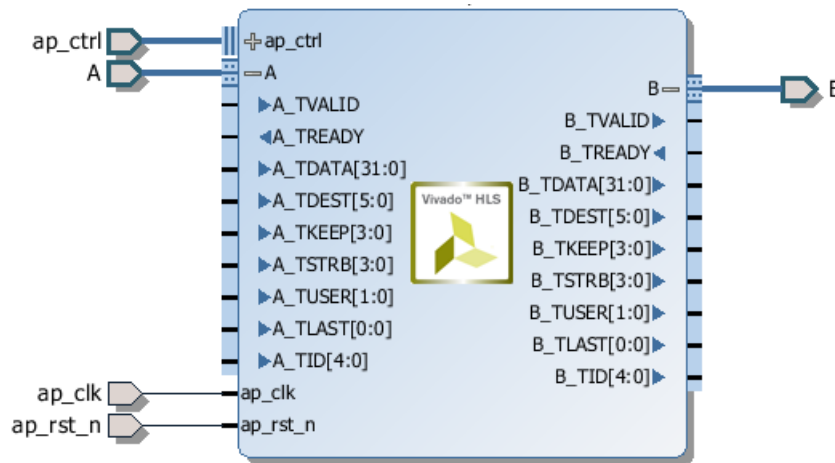 ap_ctrl
A
ap_clk
ap_rst_n
ap_ctrl
A
A_TVALID
A_TREADY
A_TDATA[31:0]
A_TDEST[5:0]
A_TKEEP[3:0]
A_TSTRB[3:0]
A_TUSER[1:0]
A_TLAST[0:0]
A_TID[4:0]
ap_clk
ap_rst_n
Vivado™ HLS
B
B_TVALID
B_TREADY
B_TDATA[31:0]
B_TDEST[5:0]
B_TKEEP[3:0]
B_TSTRB[3:0]
B_TUSER[1:0]
B_TLAST[0:0]
B_TID[4:0]